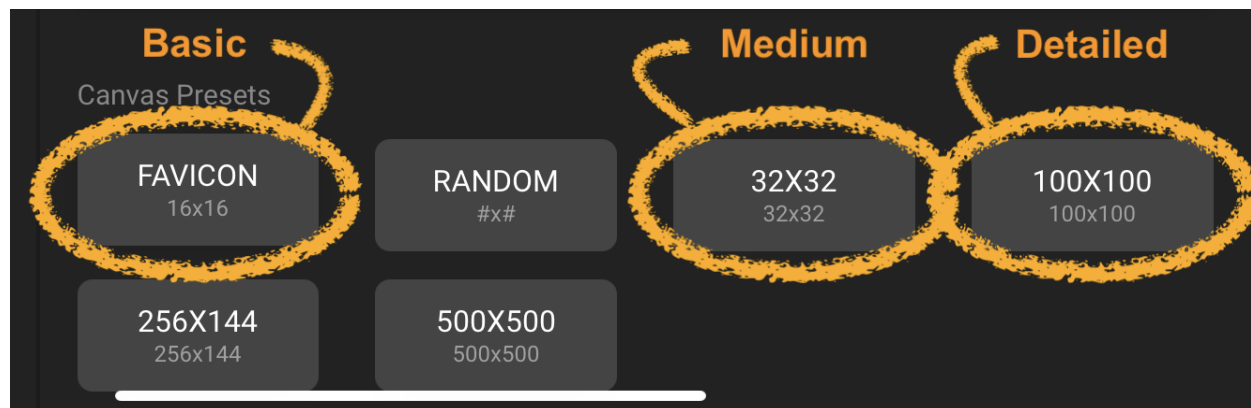 Basic
Medium
Detailed
Canvas Presets
FAVICON
16x16
RANDOM
#x#
32X32
32x32
100X100
100x100
256X144
256x144
500X500
500x500